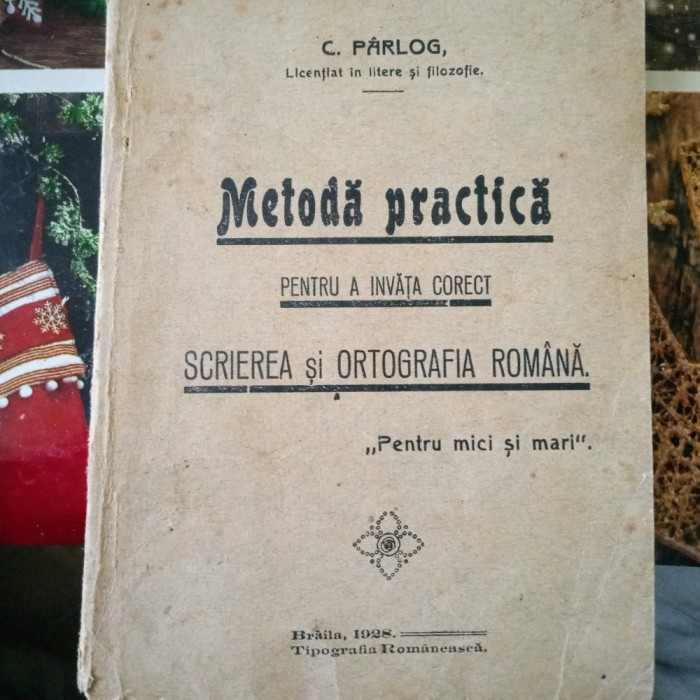 C. PÂRLOG,
Licențiat în litere și filozofie.
Metodă practică
PENTRU A INVĂȚA CORECT
SCRIEREA și ORTOGRAFIA ROMÂNĂ.
„Pentru mici și mari“.
Brăila, 1928.
Tipografia Românească.